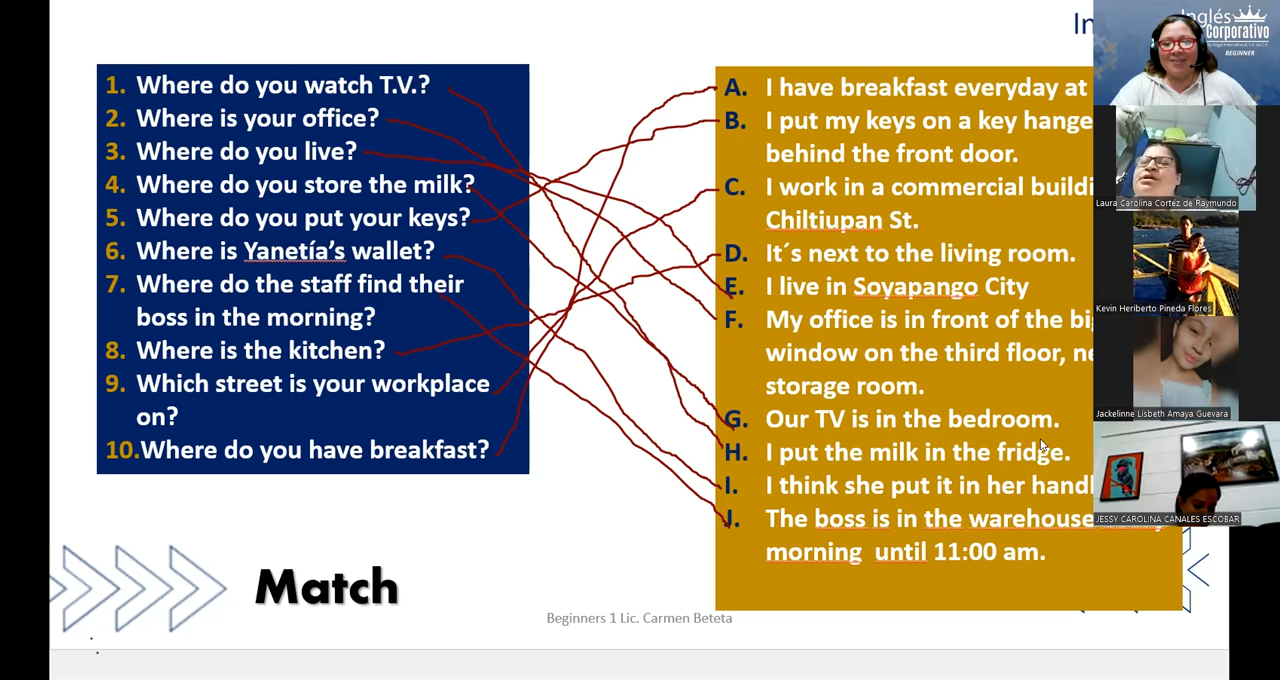 In
Inglés
Corporativo
BEGINNER
1. Where do you watch T.V.?
2. Where is your office?
3. Where do you live?
4. Where do you store the milk?
5. Where do you put your keys?
6. Where is Yanetía’s wallet?
7. Where do the staff find their
boss in the morning?
8. Where is the kitchen?
9. Which street is your workplace
on?
10.Where do you have breakfast?
A. I have breakfast everyday at
B. I put my keys on a key hange
behind the front door.
C. I work in a commercial buildi
Chiltiupan St.
D. It´s next to the living room.
E. I live in Soyapango City
F. My office is in front of the bi
window on the third floor, ne
storage room.
G. Our TV is in the bedroom.
H. I put the milk in the fridge.
I. I think she put it in her hand
J. The boss is in the warehouse
morning until 11:00 am.
Laura Carolina Cortéz de Raymundo
Kevin Heriberto Pineda Flores
Jackelinne Lisbeth Amaya Guevara
JESSY CAROLINA CANALES ESCOBAR
Match
Beginners 1 Lic. Carmen Beteta